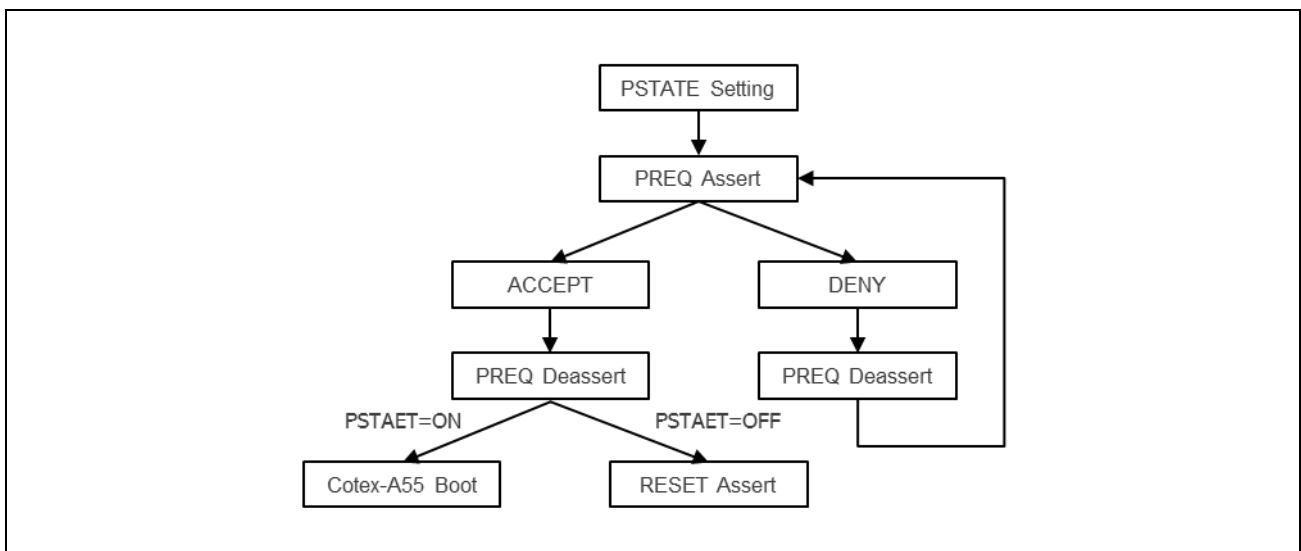 PSTATE Setting
PREQ Assert
ACCEPT
DENY
PREQ Deassert
PREQ Deassert
PSTAET=ON
PSTAET=OFF
Cotex-A55 Boot
RESET Assert